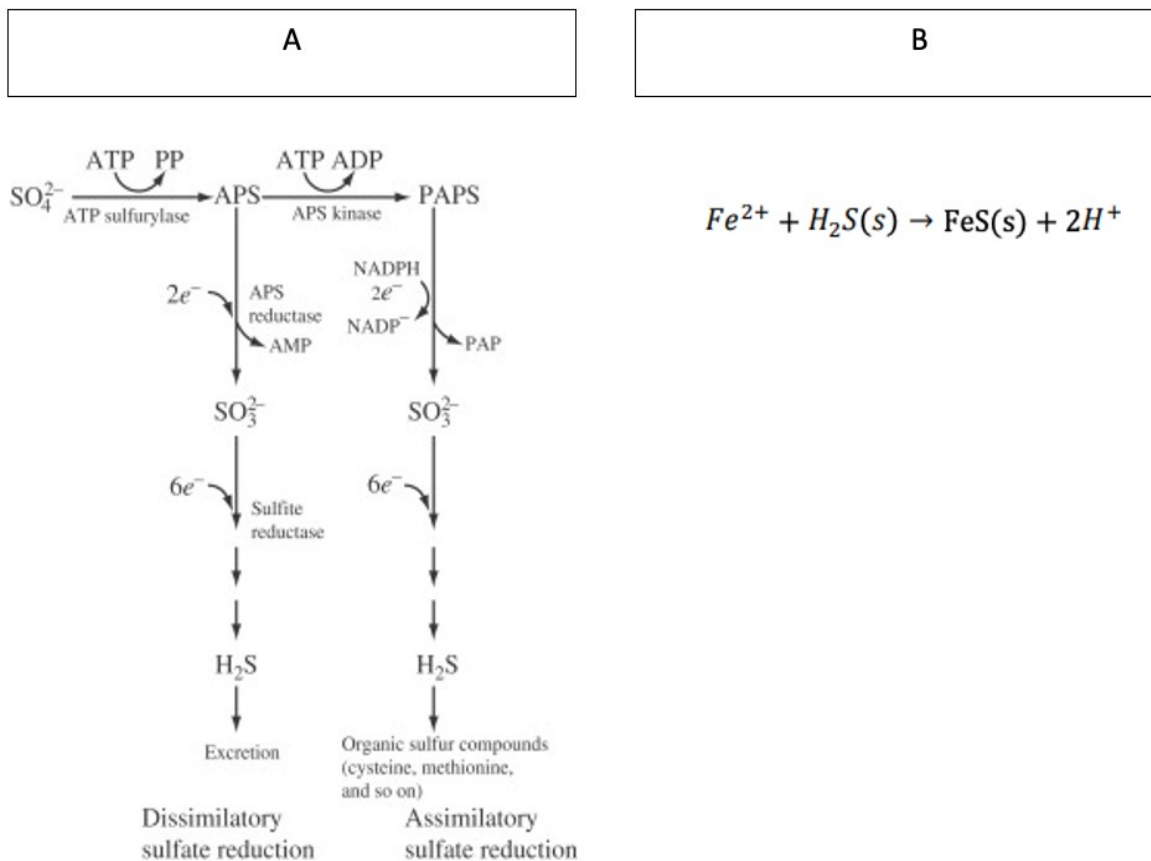 A
B
ATP PP
ATP ADP
SO₄²⁻
APS
PAPS
ATP sulfurylase
APS kinase
Fe²⁺ + H₂S(s) → FeS(s) + 2H⁺
2e⁻
APS
reductase
AMP
NADPH
2e⁻
NADP⁻
PAP
SO₃²⁻
SO₃²⁻
6e⁻
Sulfite
reductase
6e⁻
H₂S
H₂S
Excretion
Organic sulfur compounds
(cysteine, methionine,
and so on)
Dissimilatory
sulfate reduction
Assimilatory
sulfate reduction